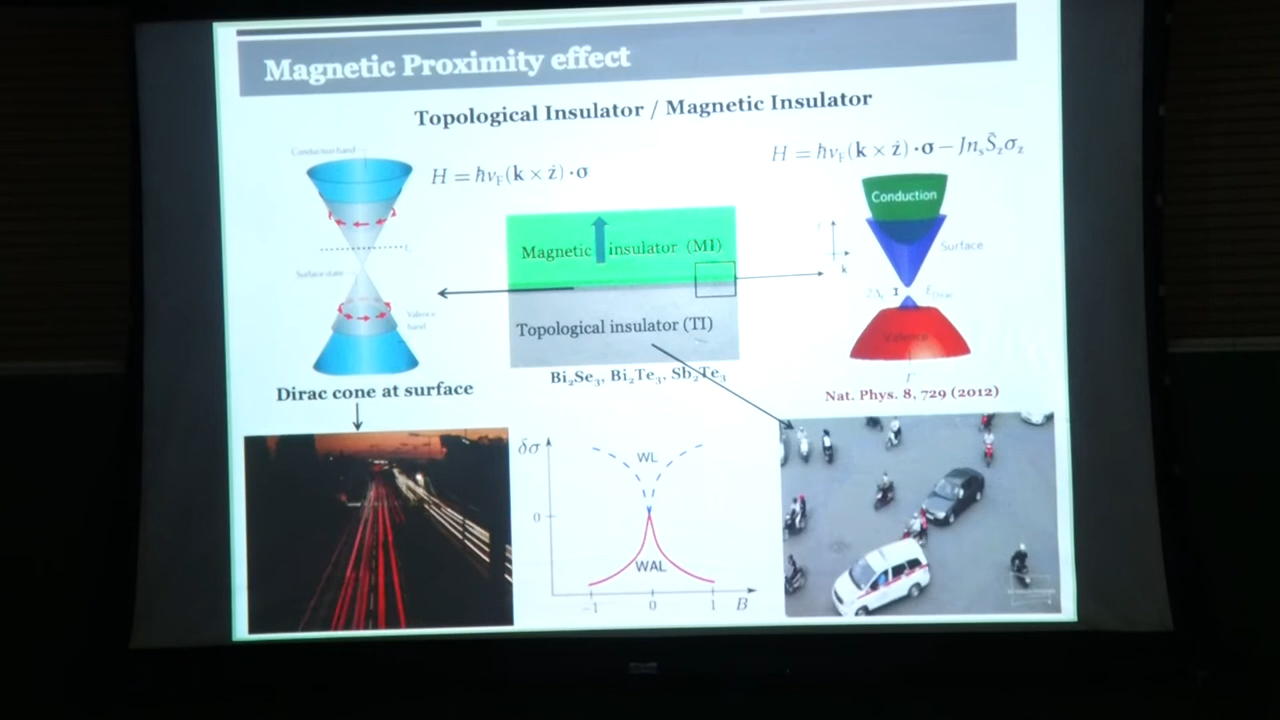 Magnetic Proximity effect
Topological Insulator / Magnetic Insulator
Conduction band
H = ħv_F(k × ẑ)·σ
H = ħv_F(k × ẑ)·σ − Jn_sS̄_zσ_z
Conduction
Surface
k
Surface state
Valence band
Magnetic insulator (MI)
Topological insulator (TI)
Bi₂Se₃, Bi₂Te₃, Sb₂Te₃
Valence
Γ
Dirac cone at surface
Nat. Phys. 8, 729 (2012)
δσ
WL
0
WAL
−1 0 1 B